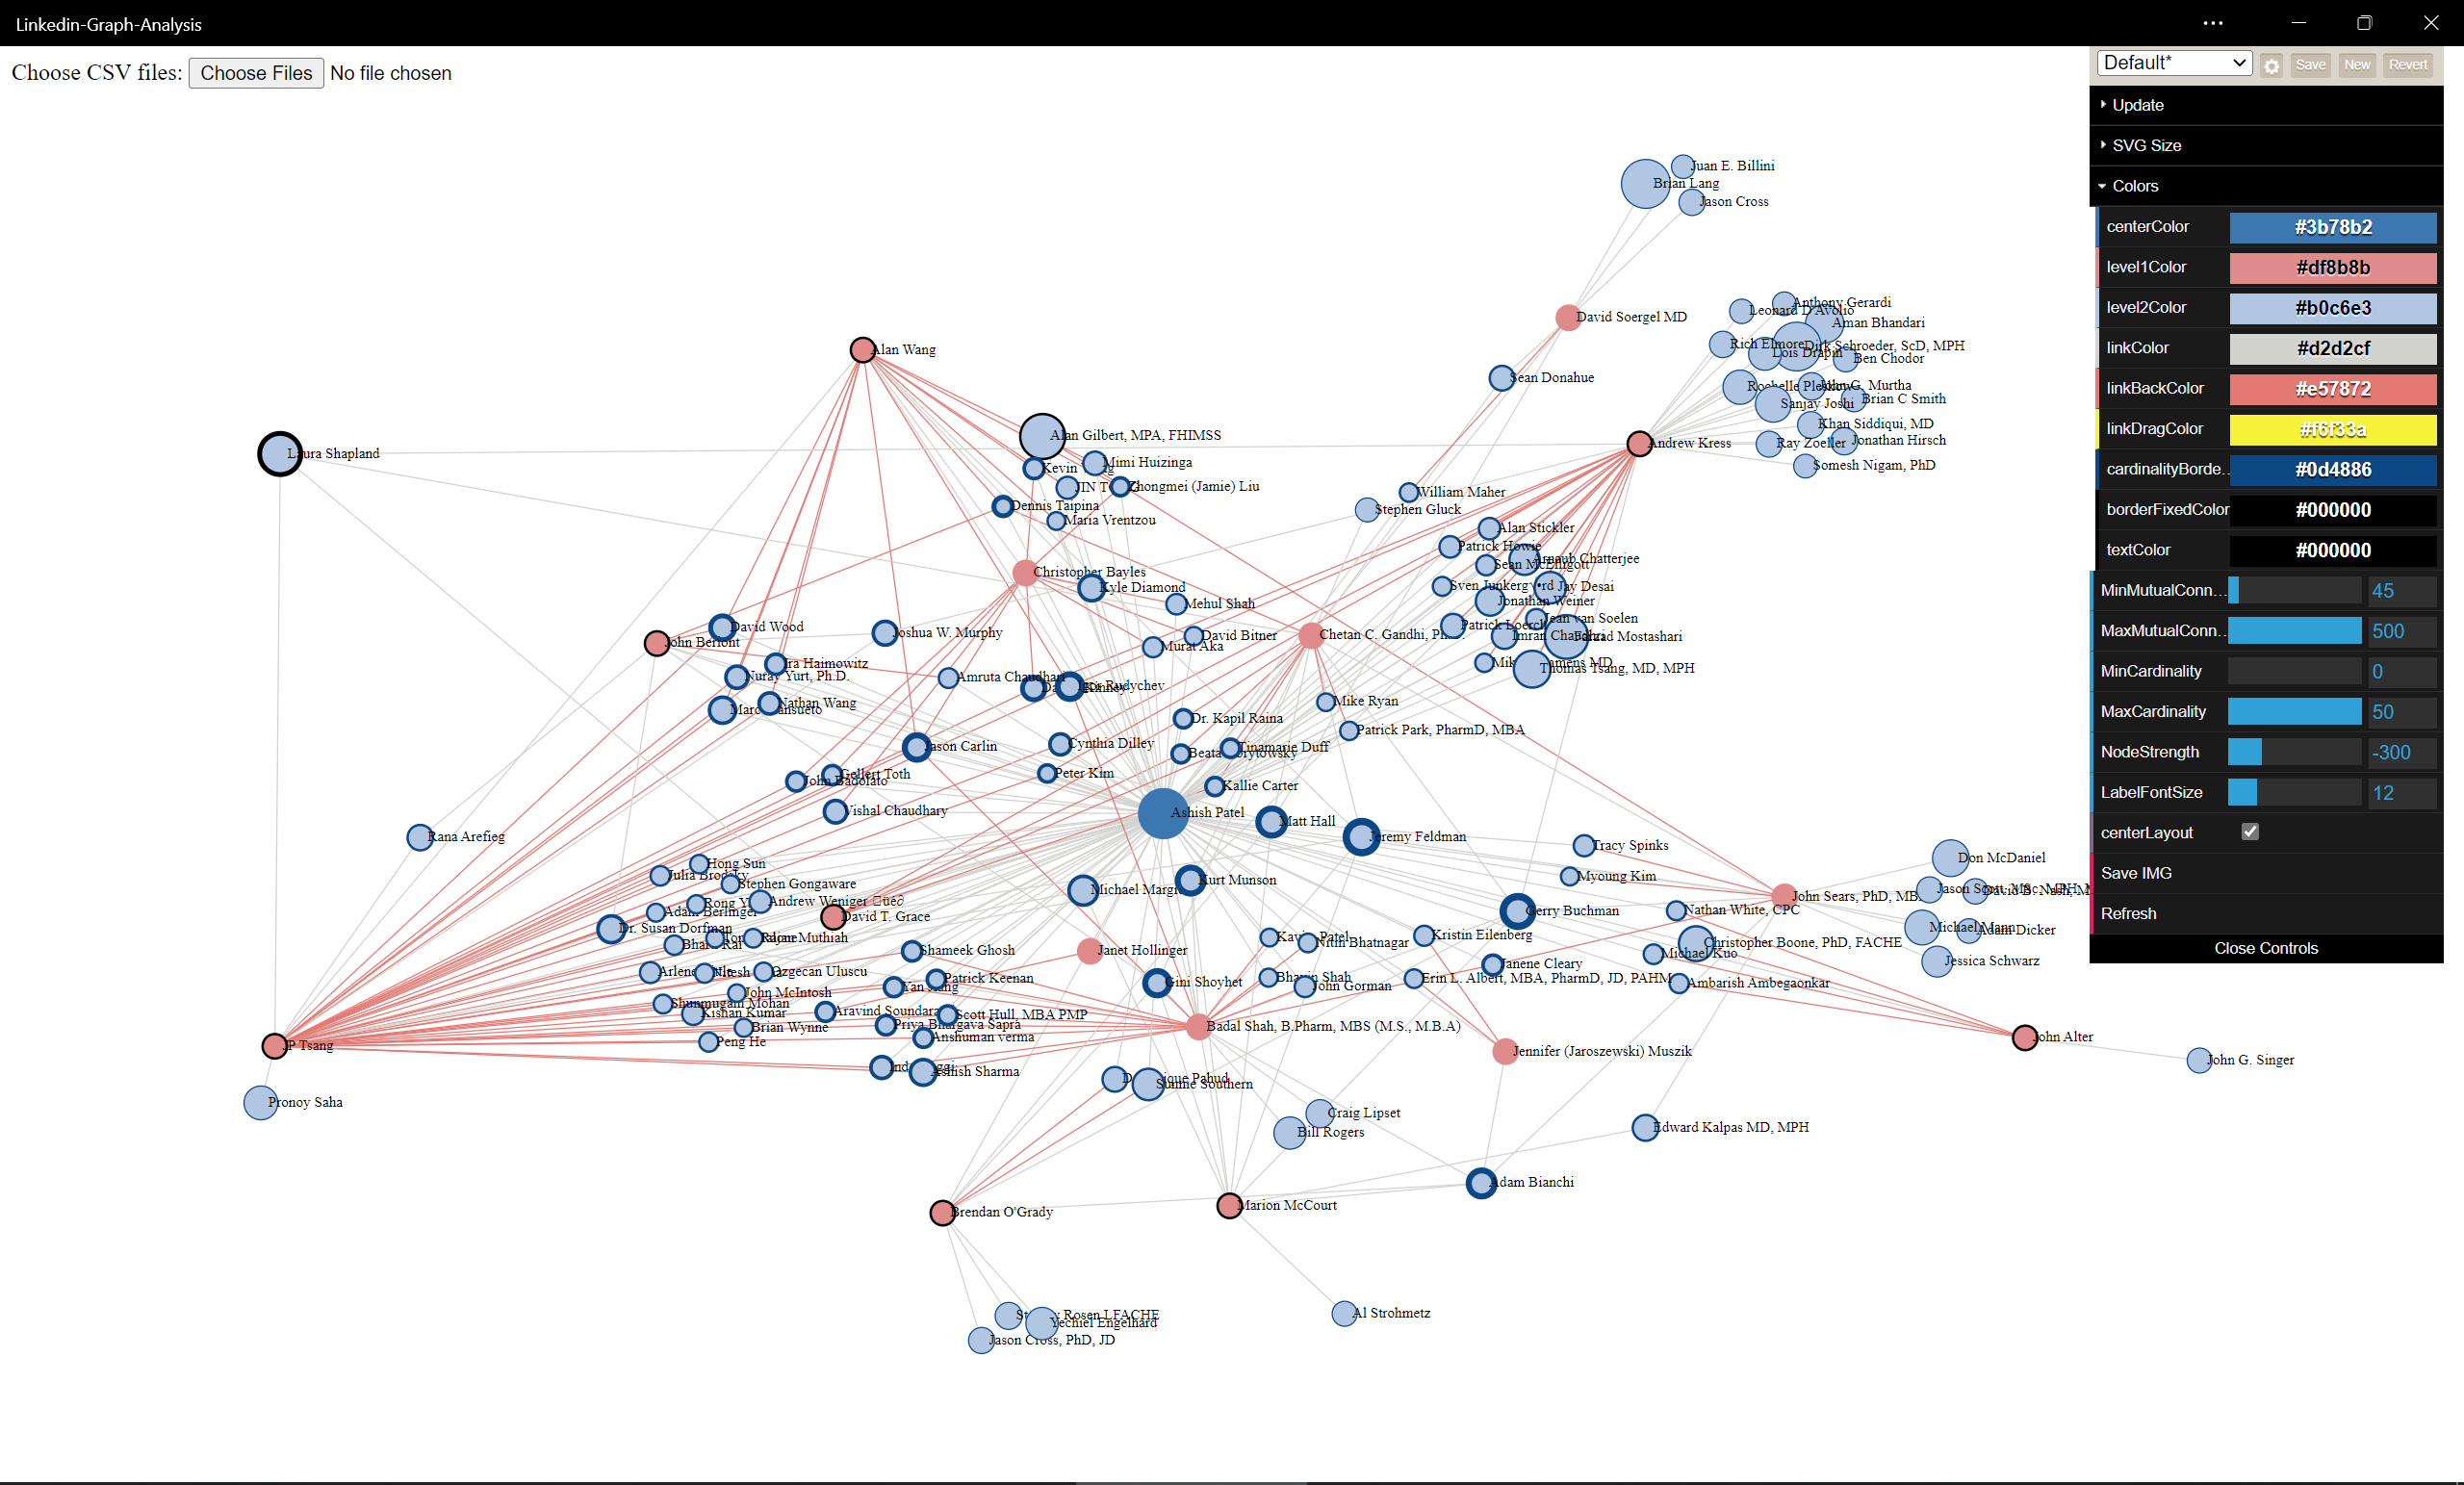 Linkedin-Graph-Analysis
Choose CSV files: Choose Files No file chosen
Default*
Save
New
Revert
Update
SVG Size
Colors
centerColor #3b78b2
level1Color #df8b8b
level2Color #b0c6e3
linkColor #d2d2cf
linkBackColor #e57872
linkDragColor #f6f33a
cardinalityBorde... #0d4886
borderFixedColor #000000
textColor #000000
MinMutualConn... 45
MaxMutualConn... 500
MinCardinality 0
MaxCardinality 50
NodeStrength -300
LabelFontSize 12
centerLayout
Save IMG
Refresh
Close Controls
Juan E. Billini
Brian Lang
Jason Cross
David Soergel MD
Anthony Gerardi
Leonard D'Avolio
Aman Bhandari
Rich Elmore
Dirk Schroeder, ScD, MPH
Lois Drapin
Ben Chodor
Rochelle
John G. Murtha
Brian C Smith
Sanjay Joshi
Khan Siddiqui, MD
Ray Zoeller
Jonathan Hirsch
Somesh Nigam, PhD
Sean Donahue
Andrew Kress
Alan Wang
Alan Gilbert, MPA, FHIMSS
Laura Shapland
Kevin
Mimi Huizinga
JIN
Zhongmei (Jamie) Liu
Dennis Taipina
Maria Vrentzou
William Maher
Stephen Gluck
Alan Stickler
Patrick Howie
Arnaub Chatterjee
Sean McElligott
Sven
Jay Desai
Jonathan Weiner
Jean van Soelen
Patrick Loerch
Imran Chaudhri
Farzad Mostashari
Thomas Tsang, MD, MPH
Christopher Bayles
Kyle Diamond
Mehul Shah
David Bitner
Murat Aka
Chetan C. Gandhi,
David Wood
John Beriont
Joshua W. Murphy
Ira Haimowitz
Nuray Yurt, Ph.D.
Nathan Wang
Marc
Amruta Chaudhari
Igor Rudychev
Mike Ryan
Patrick Park, PharmD, MBA
Dr. Kapil Raina
Tinamarie Duff
Beata
Kallie Carter
Jason Carlin
Cynthia Dilley
Peter Kim
Gellert Toth
John Badolato
Vishal Chaudhary
Ashish Patel
Matt Hall
Jeremy Feldman
Rana Arefieg
Hong Sun
Julia Brodsky
Stephen Gongaware
Andrew Weniger
Rong
Adam Berlinger
David T. Grace
Dr. Susan Dorfman
Muthiah
Bharti Rai
Arlene
Ozgecan Uluscu
John McIntosh
Shunmugam Mohan
Kishan Kumar
Brian Wynne
Peng He
Michael
Kurt Munson
Janet Hollinger
Shameek Ghosh
Patrick Keenan
Yan
Gini Shoyhet
Aravind
Scott Hull, MBA PMP
Priya Bhargava Sapra
Anshuman verma
Ashish Sharma
Badal Shah, B.Pharm, MBS (M.S., M.B.A)
Kavin Patel
Nitin Bhatnagar
Bhavin Shah
John Gorman
Kristin Eilenberg
Janene Cleary
Erin L. Albert, MBA, PharmD, JD, PAHM
Gerry Buchman
Tracy Spinks
Myoung Kim
Nathan White, CPC
John Sears, PhD,
Christopher Boone, PhD, FACHE
Michael Kuo
Ambarish Ambegaonkar
Don McDaniel
Michael Mann
Adam Dicker
Jessica Schwarz
Jennifer (Jaroszewski) Muszik
John Alter
John G. Singer
JP Tsang
Pronoy Saha
Sunnie Southern
Craig Lipset
Bill Rogers
Edward Kalpas MD, MPH
Adam Bianchi
Marion McCourt
Brendan O'Grady
Al Strohmetz
Rosen LFACHE
Yechiel Engelhard
Jason Cross, PhD, JD